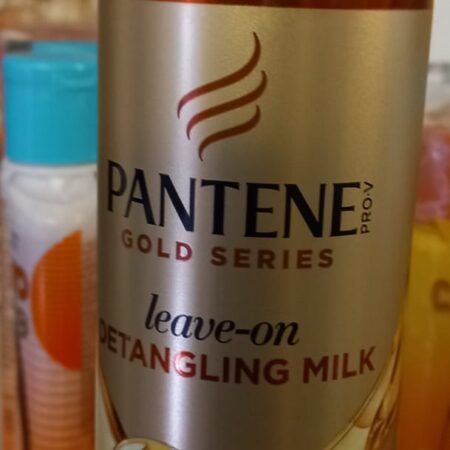 PANTENE
PRO-V
GOLD SERIES
leave-on
DETANGLING MILK